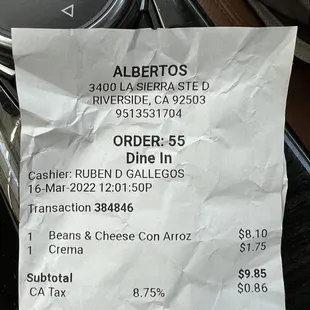 ALBERTOS
3400 LA SIERRA STE D
RIVERSIDE, CA 92503
9513531704
ORDER: 55
Dine In
Cashier: RUBEN D GALLEGOS
16-Mar-2022 12:01:50P
Transaction 384846
1 Beans & Cheese Con Arroz $8.10
1 Crema $1.75
Subtotal $9.85
CA Tax 8.75% $0.86